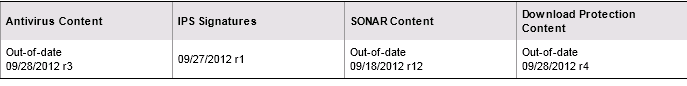 Antivirus Content
IPS Signatures
SONAR Content
Download Protection
Content
Out-of-date
09/28/2012 r3
09/27/2012 r1
Out-of-date
09/18/2012 r12
Out-of-date
09/28/2012 r4